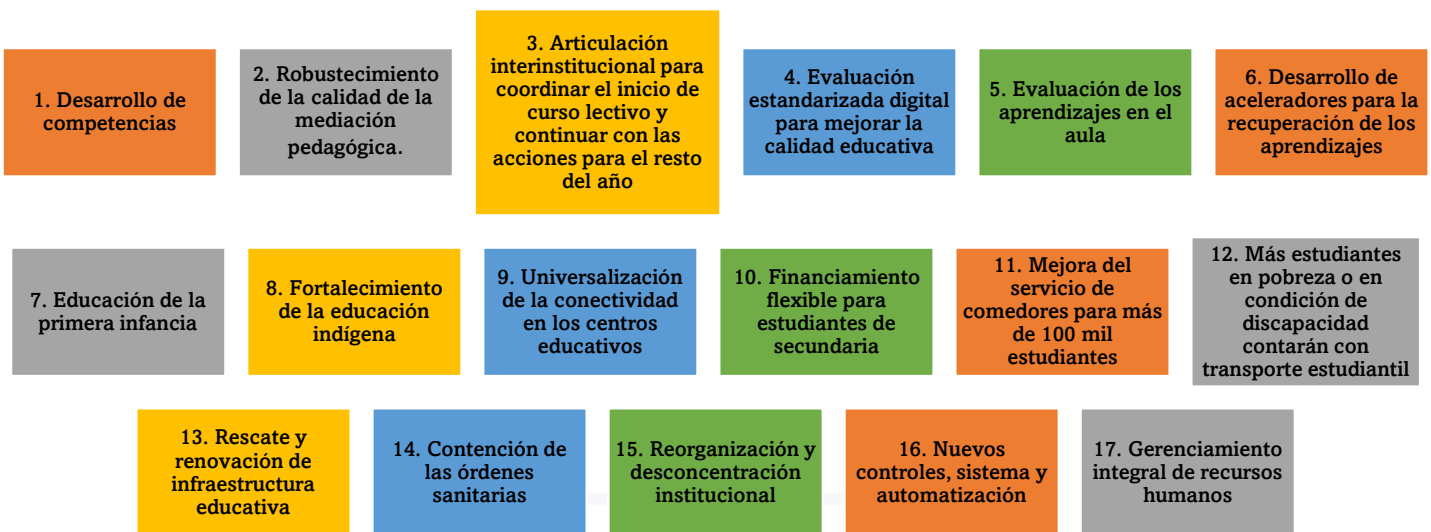 1. Desarrollo de
competencias
2. Robustecimiento
de la calidad de la
mediación
pedagógica.
3. Articulación
interinstitucional para
coordinar el inicio de
curso lectivo y
continuar con las
acciones para el resto
del año
4. Evaluación
estandarizada digital
para mejorar la
calidad educativa
5. Evaluación de los
aprendizajes en el
aula
6. Desarrollo de
aceleradores para la
recuperación de los
aprendizajes
7. Educación de la
primera infancia
8. Fortalecimiento
de la educación
indígena
9. Universalización
de la conectividad
en los centros
educativos
10. Financiamiento
flexible para
estudiantes de
secundaria
11. Mejora del
servicio de
comedores para más
de 100 mil
estudiantes
12. Más estudiantes
en pobreza o en
condición de
discapacidad
contarán con
transporte estudiantil
13. Rescate y
renovación de
infraestructura
educativa
14. Contención de
las órdenes
sanitarias
15. Reorganización y
desconcentración
institucional
16. Nuevos
controles, sistema y
automatización
17. Gerenciamiento
integral de recursos
humanos